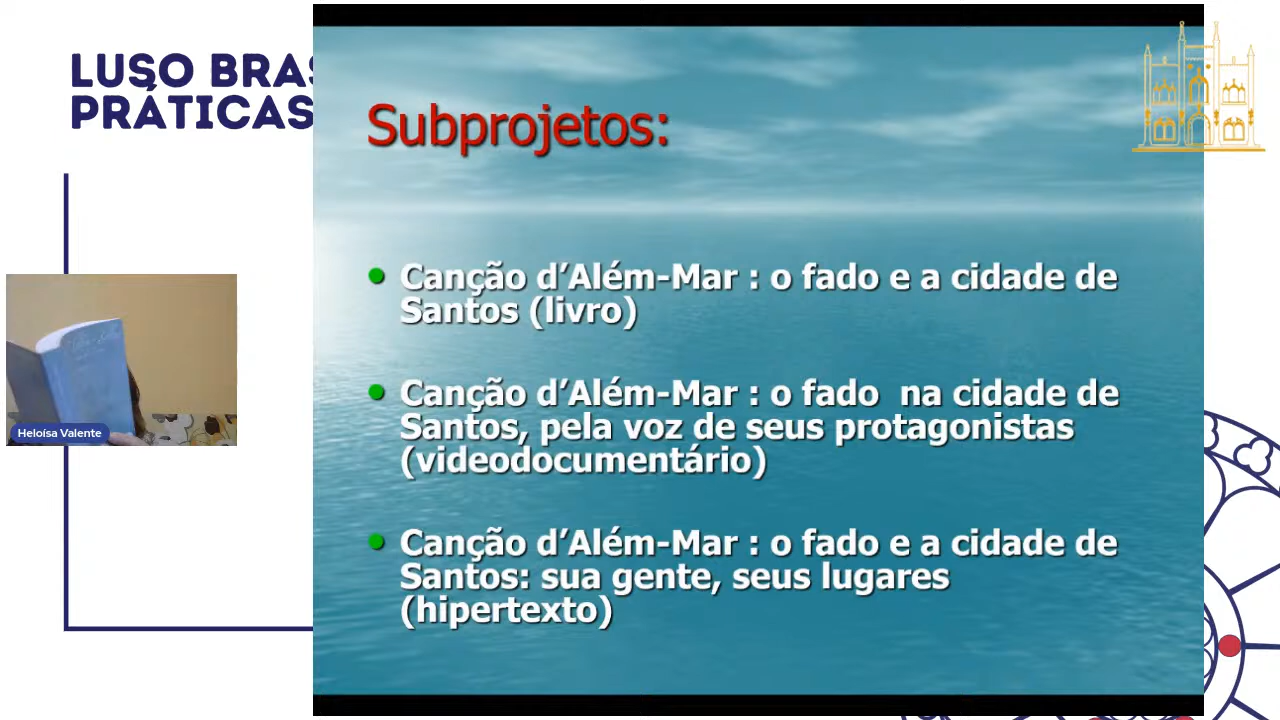 LUSO BRAS
PRÁTICAS
Subprojetos:
• Canção d’Além-Mar : o fado e a cidade de
Santos (livro)
• Canção d’Além-Mar : o fado  na cidade de
Santos, pela voz de seus protagonistas
(videodocumentário)
• Canção d’Além-Mar : o fado e a cidade de
Santos: sua gente, seus lugares
(hipertexto)
Heloísa Valente